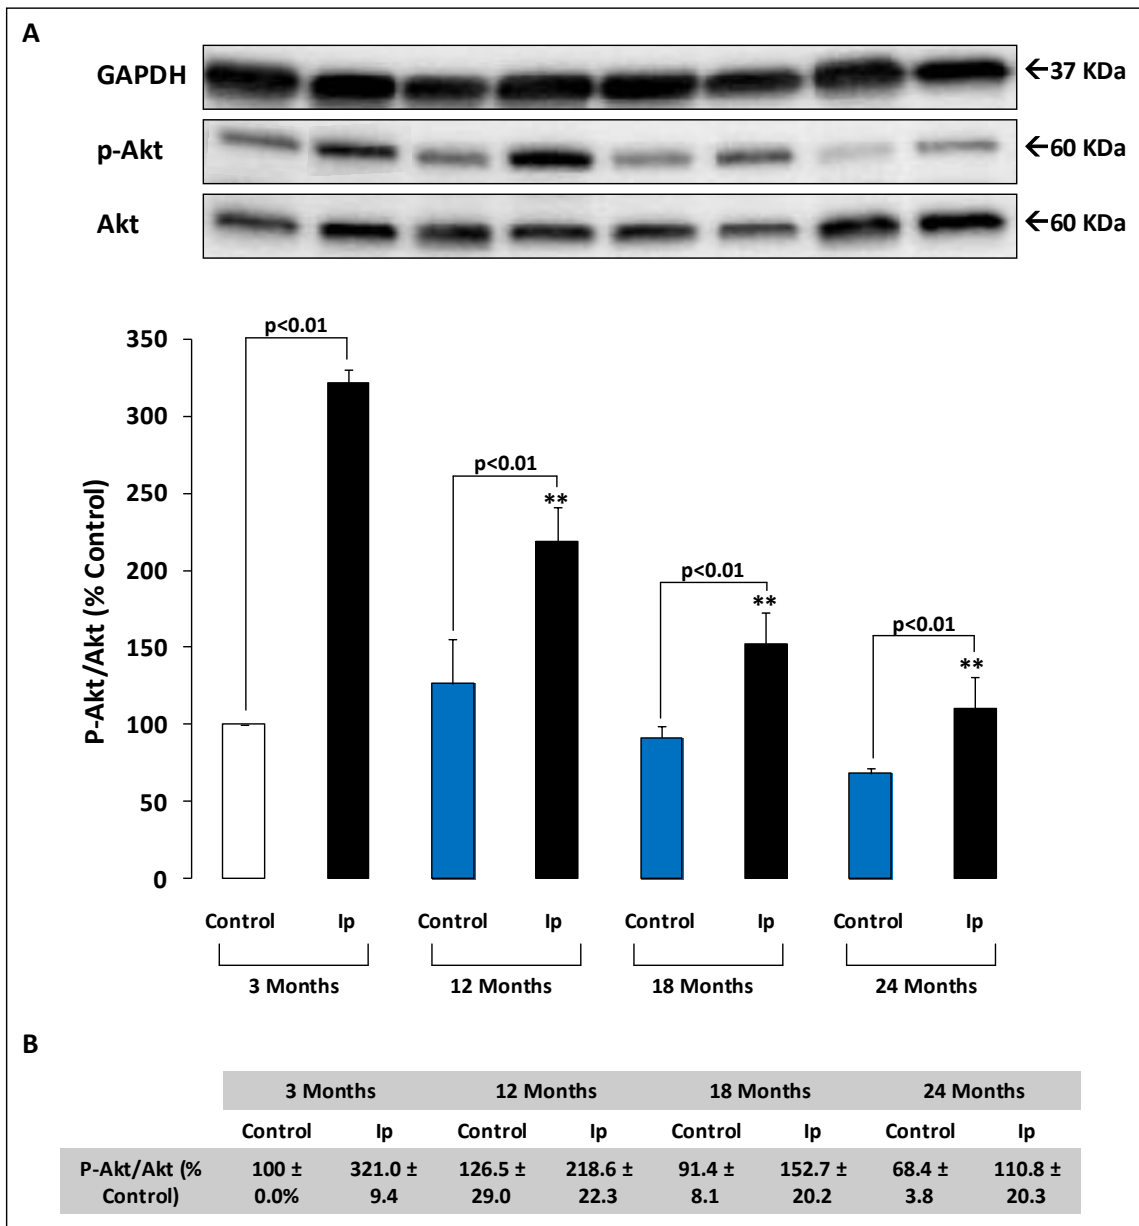 A
GAPDH ←37 KDa
p-Akt ←60 KDa
Akt ←60 KDa
P-Akt/Akt (% Control)
350
300
250
200
150
100
50
0
p<0.01
p<0.01
**
p<0.01
**
p<0.01
**
Control Ip Control Ip Control Ip Control Ip
3 Months 12 Months 18 Months 24 Months
B
3 Months 12 Months 18 Months 24 Months
Control Ip Control Ip Control Ip Control Ip
P-Akt/Akt (% 100 ± 321.0 ± 126.5 ± 218.6 ± 91.4 ± 152.7 ± 68.4 ± 110.8 ±
Control) 0.0% 9.4 29.0 22.3 8.1 20.2 3.8 20.3